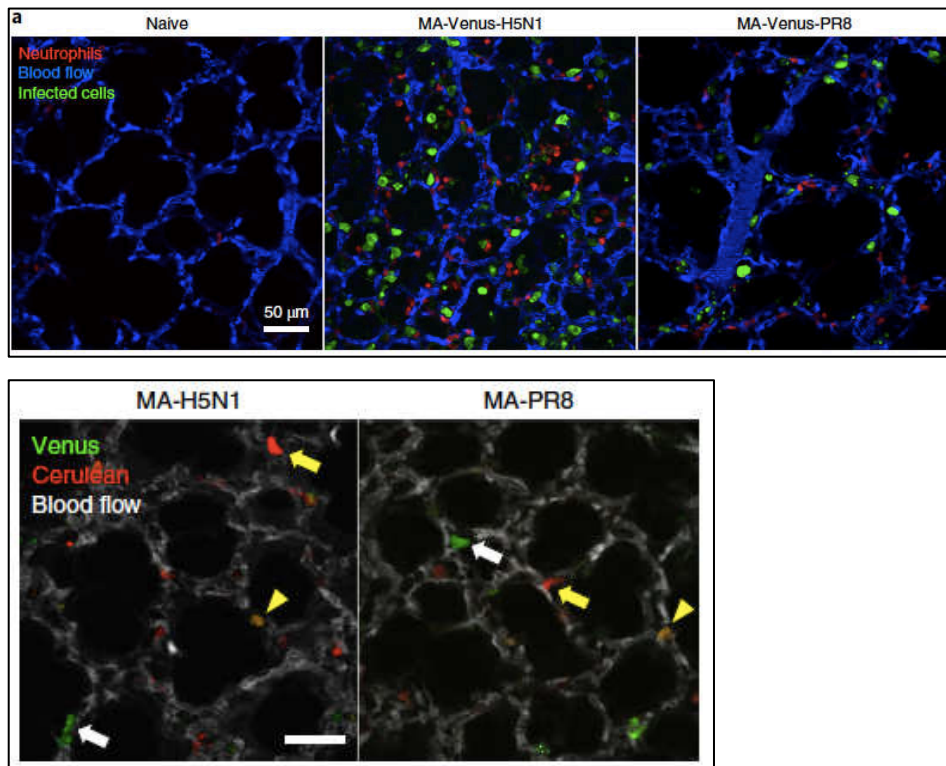 a
Naive
MA-Venus-H5N1
MA-Venus-PR8
Neutrophils
Blood flow
Infected cells
50 μm
MA-H5N1
MA-PR8
Venus
Cerulean
Blood flow